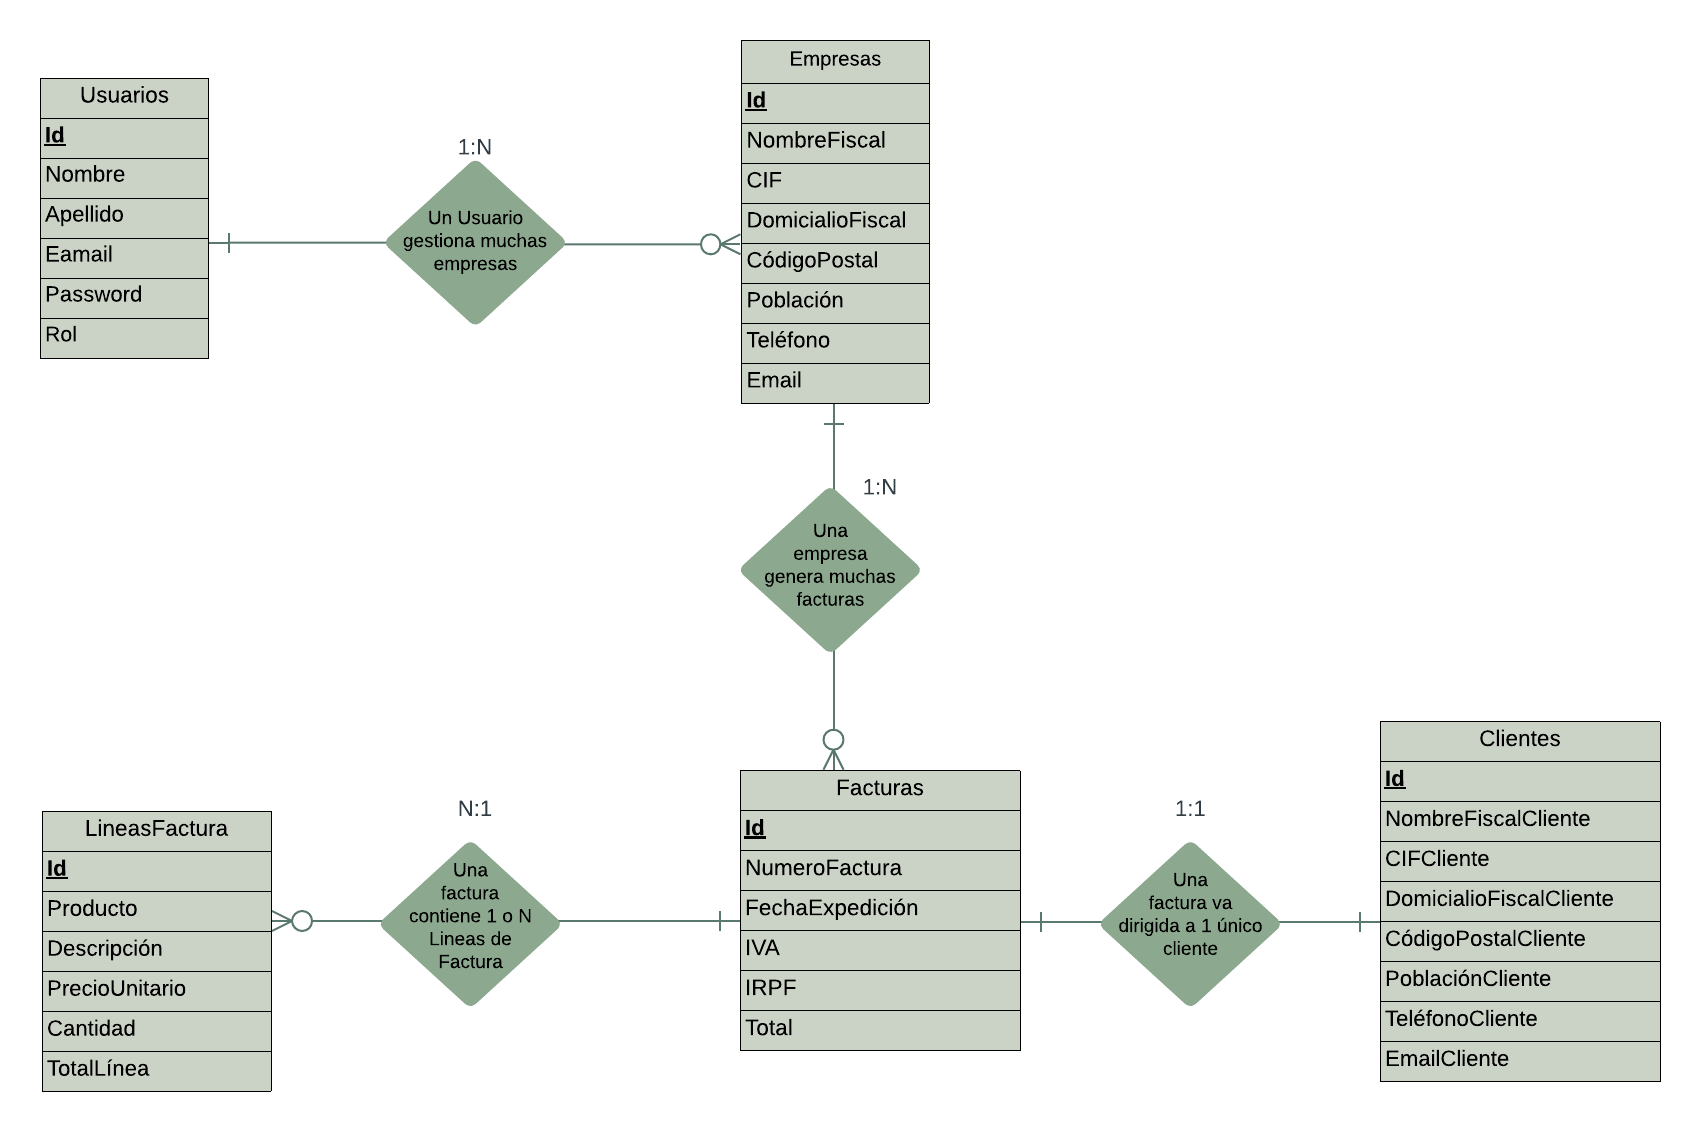 Usuarios
Id
Nombre
Apellido
Eamail
Password
Rol
1:N
Un Usuario
gestiona muchas
empresas
Empresas
Id
NombreFiscal
CIF
DomicialioFiscal
CódigoPostal
Población
Teléfono
Email
1:N
Una
empresa
genera muchas
facturas
LineasFactura
Id
Producto
Descripción
PrecioUnitario
Cantidad
TotalLínea
N:1
Una
factura
contiene 1 o N
Lineas de
Factura
Facturas
Id
NumeroFactura
FechaExpedición
IVA
IRPF
Total
1:1
Una
factura va
dirigida a 1 único
cliente
Clientes
Id
NombreFiscalCliente
CIFCliente
DomicialioFiscalCliente
CódigoPostalCliente
PoblaciónCliente
TeléfonoCliente
EmailCliente